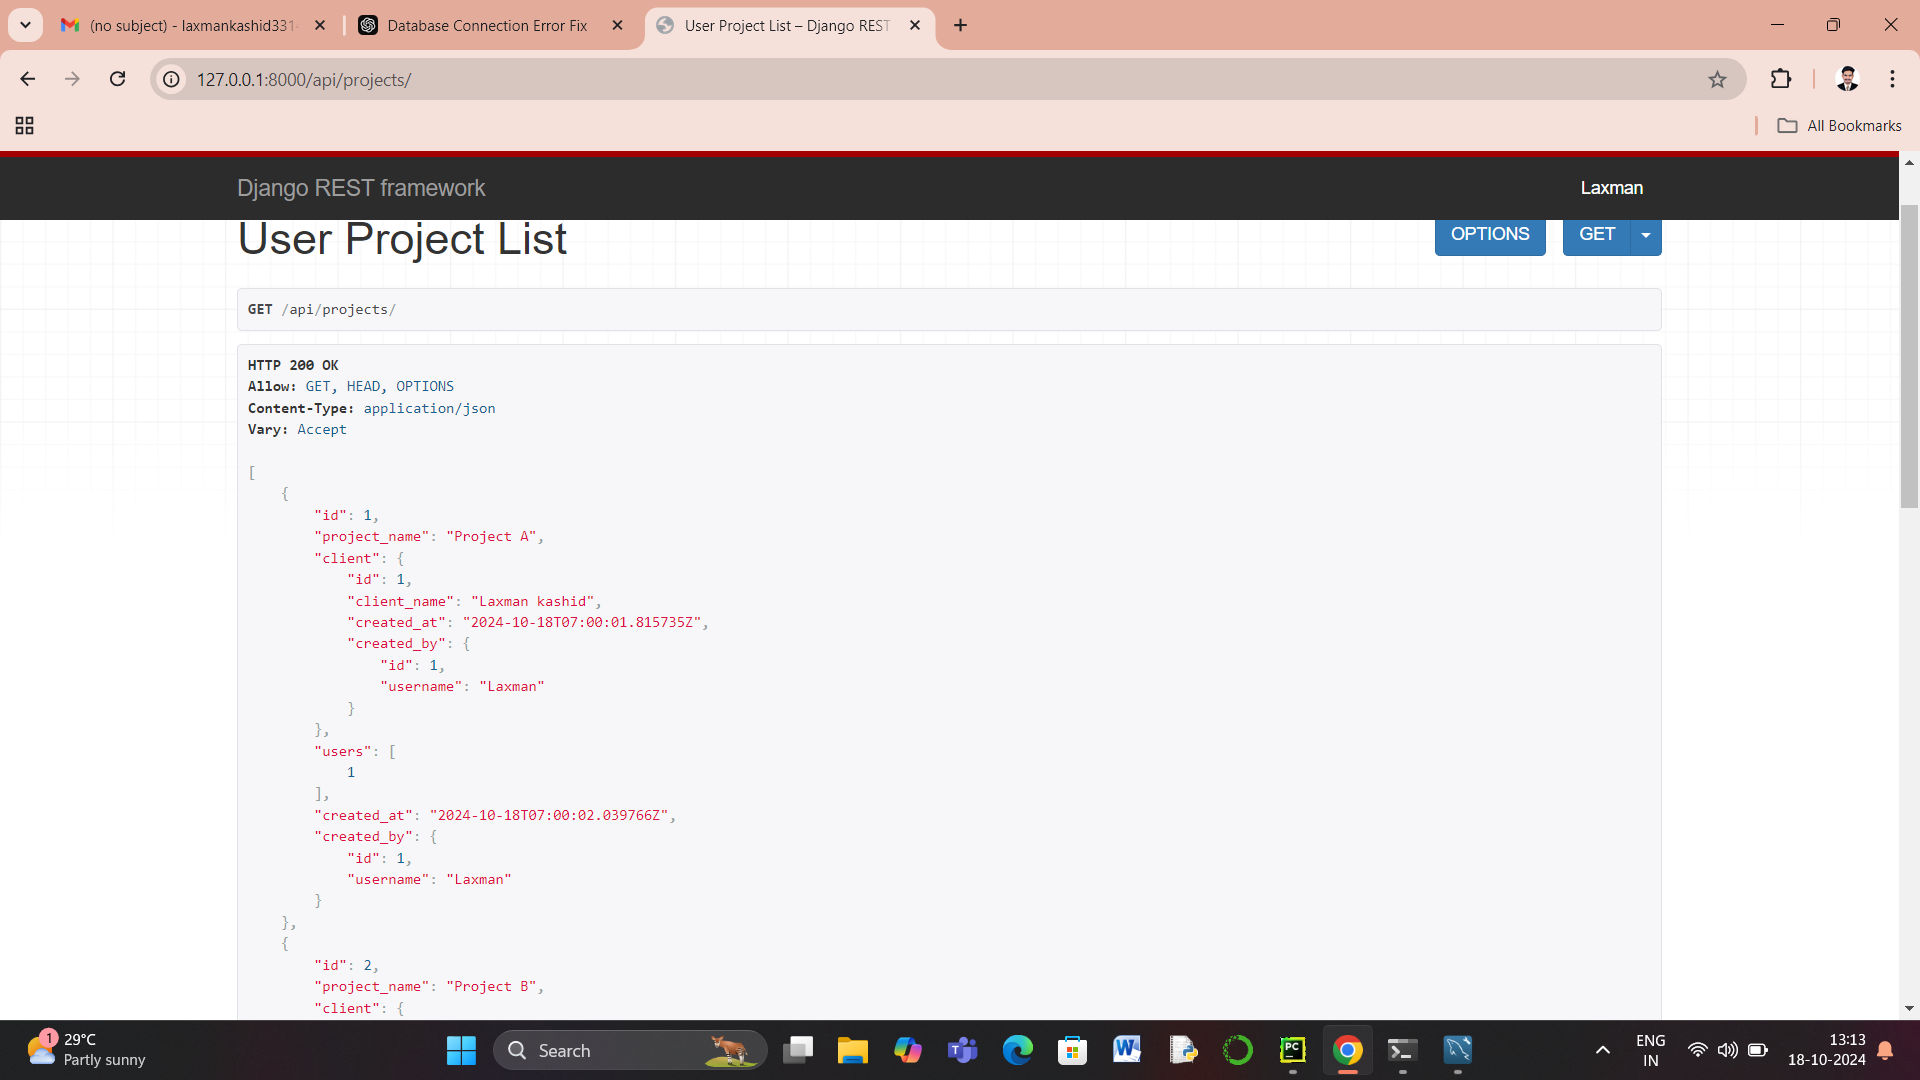 (no subject) - laxmankashid331
Database Connection Error Fix
User Project List – Django REST
127.0.0.1:8000/api/projects/
All Bookmarks
Django REST framework
Laxman
User Project List
OPTIONS
GET
GET /api/projects/
HTTP 200 OK
Allow: GET, HEAD, OPTIONS
Content-Type: application/json
Vary: Accept
[
    {
        "id": 1,
        "project_name": "Project A",
        "client": {
            "id": 1,
            "client_name": "Laxman kashid",
            "created_at": "2024-10-18T07:00:01.815735Z",
            "created_by": {
                "id": 1,
                "username": "Laxman"
            }
        },
        "users": [
            1
        ],
        "created_at": "2024-10-18T07:00:02.039766Z",
        "created_by": {
            "id": 1,
            "username": "Laxman"
        }
    },
    {
        "id": 2,
        "project_name": "Project B",
        "client": {
1
29°C
Partly sunny
Search
PC
ENG
IN
13:13
18-10-2024